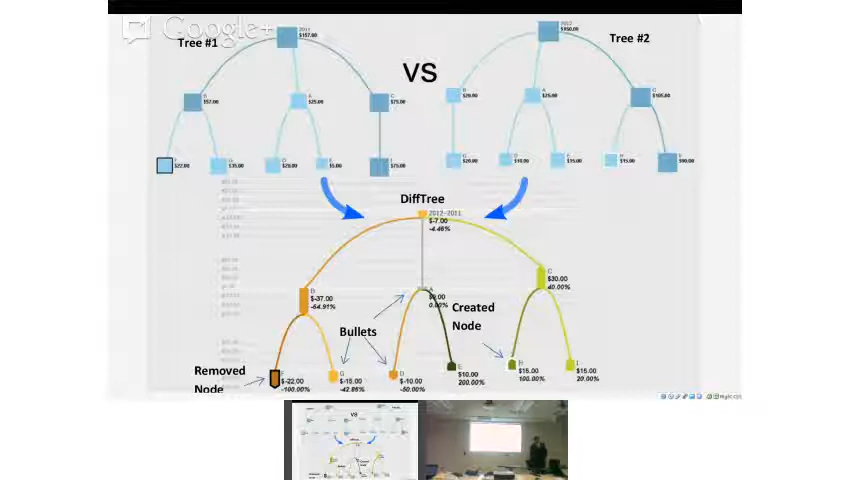 Google+
Tree #1
2011
$157.00
B
$57.00
A
$25.00
C
$75.00
F
$22.00
G
$35.00
D
$20.00
E
$5.00
$75.00
VS
Tree #2
2012
$150.00
B
$20.00
A
$25.00
C
$105.00
G
$20.00
D
$10.00
E
$15.00
H
$15.00
$90.00
DiffTree
2012-2011
$-7.00
-4.46%
B
$-37.00
-64.91%
A
$0.00
0.00%
C
$30.00
40.00%
Bullets
Created
Node
Removed
Node
F
$-22.00
-100.00%
G
$-15.00
-42.86%
D
$-10.00
-50.00%
E
$10.00
200.00%
H
$15.00
100.00%
I
$15.00
20.00%